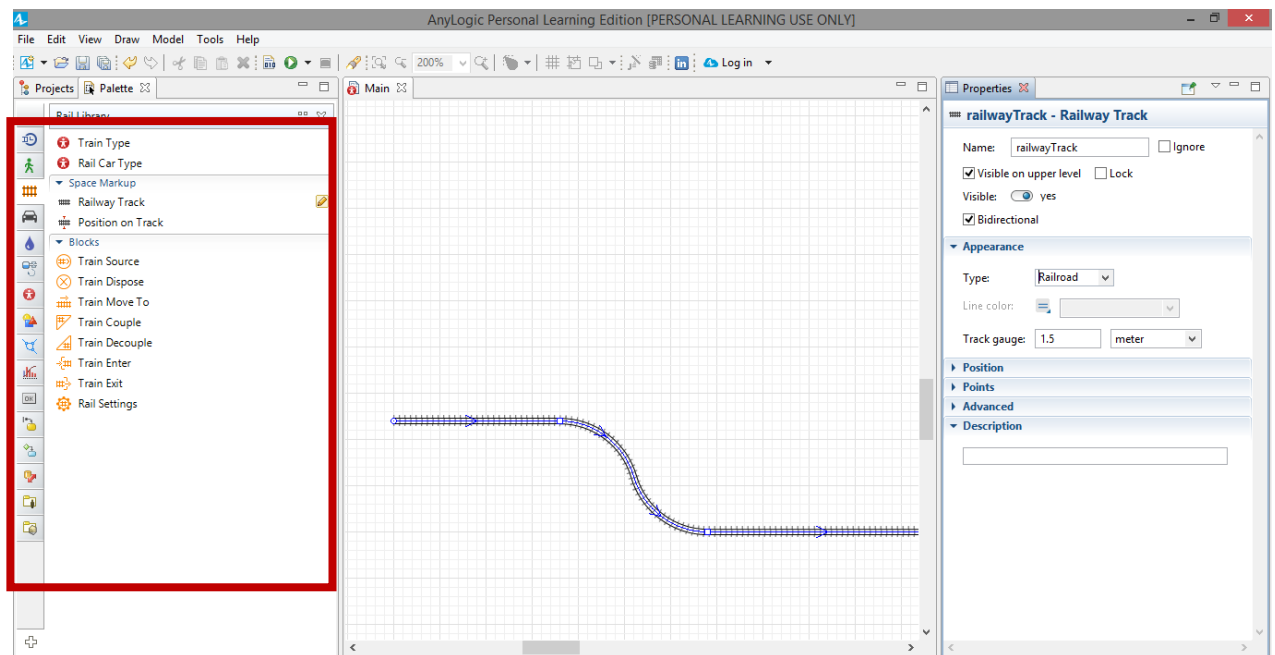 AnyLogic Personal Learning Edition [PERSONAL LEARNING USE ONLY]
File Edit View Draw Model Tools Help
200% Log in
Projects Palette
Main
Properties
Rail Library
Train Type
Rail Car Type
Space Markup
Railway Track
Position on Track
Blocks
Train Source
Train Dispose
Train Move To
Train Couple
Train Decouple
Train Enter
Train Exit
Rail Settings
railwayTrack - Railway Track
Name: railwayTrack Ignore
Visible on upper level Lock
Visible: yes
Bidirectional
Appearance
Type: Railroad
Line color:
Track gauge: 1.5 meter
Position
Points
Advanced
Description